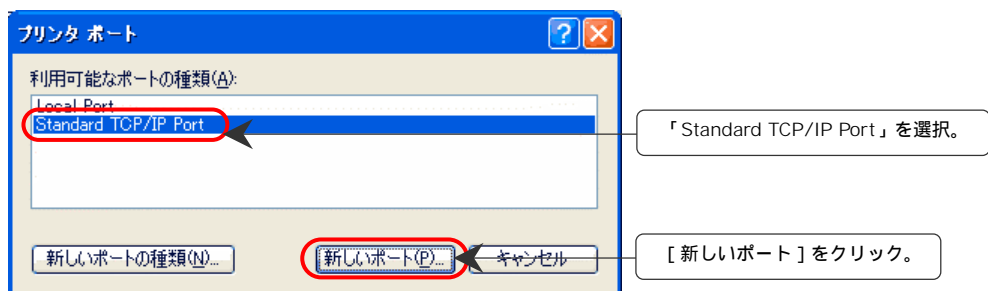 プリンタ ポート
利用可能なポートの種類(A):
Local Port
Standard TCP/IP Port
「Standard TCP/IP Port」を選択。
新しいポートの種類(N)...
新しいポート(P)...
キャンセル
[ 新しいポート ] をクリック。